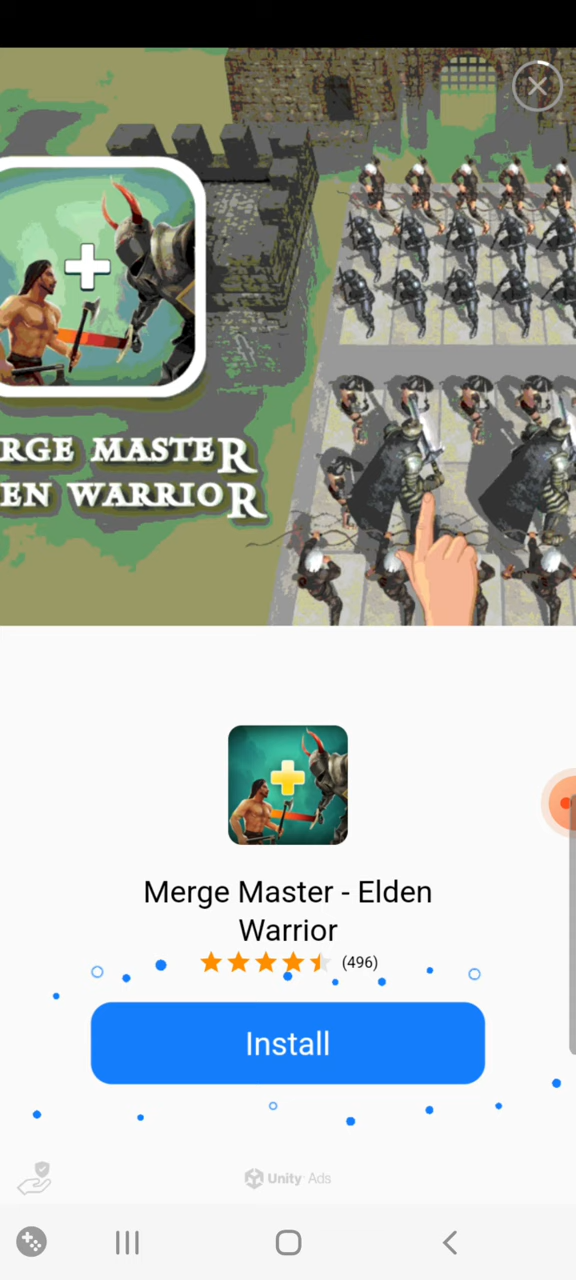 RGE MASTER
EN WARRIOR
Merge Master - Elden
Warrior
(496)
Install
Unity Ads